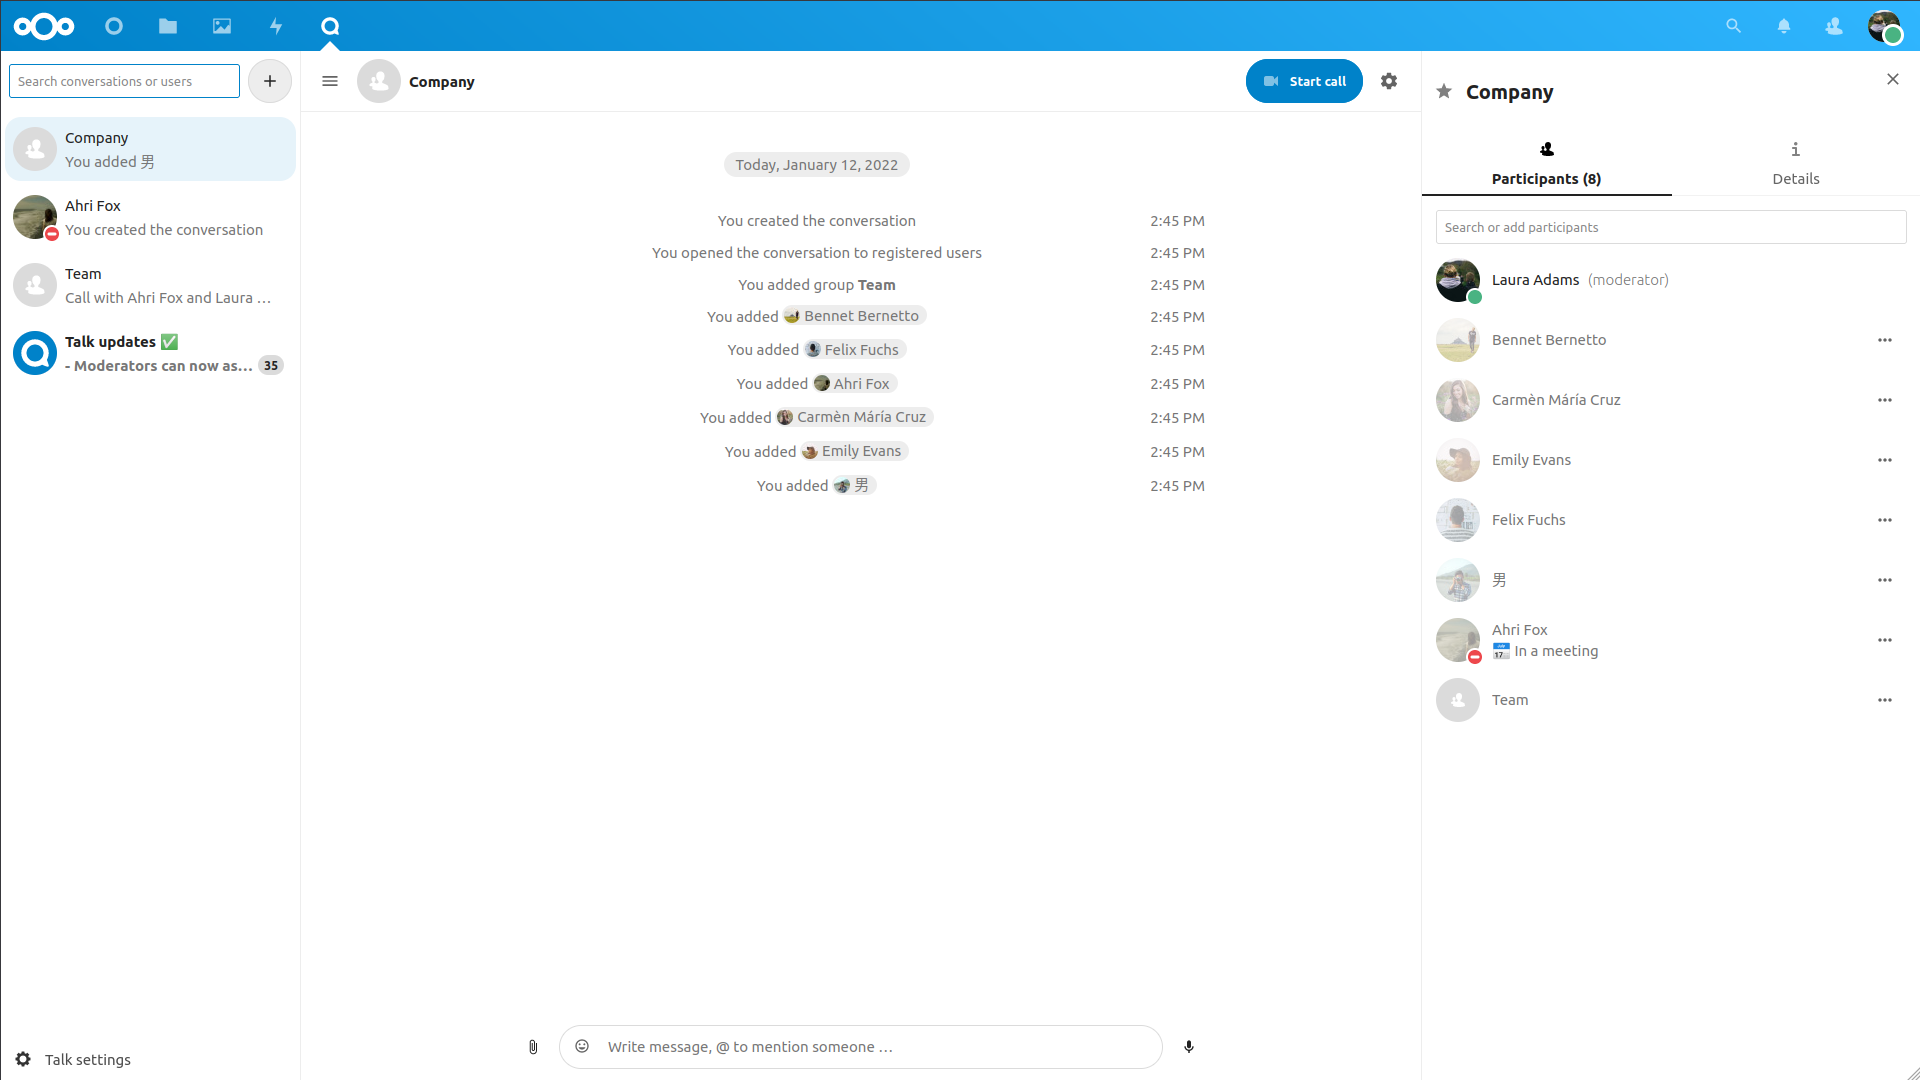 Search conversations or users
Company
You added 男
Ahri Fox
You created the conversation
Team
Call with Ahri Fox and Laura …
Talk updates ✅
- Moderators can now as…
35
Talk settings
Company
Start call
Today, January 12, 2022
You created the conversation 2:45 PM
You opened the conversation to registered users 2:45 PM
You added group Team 2:45 PM
You added Bennet Bernetto 2:45 PM
You added Felix Fuchs 2:45 PM
You added Ahri Fox 2:45 PM
You added Carmèn Máría Cruz 2:45 PM
You added Emily Evans 2:45 PM
You added 男 2:45 PM
Write message, @ to mention someone …
Company
Participants (8)
Details
Search or add participants
Laura Adams (moderator)
Bennet Bernetto
Carmèn Máría Cruz
Emily Evans
Felix Fuchs
男
Ahri Fox
📅 In a meeting
Team